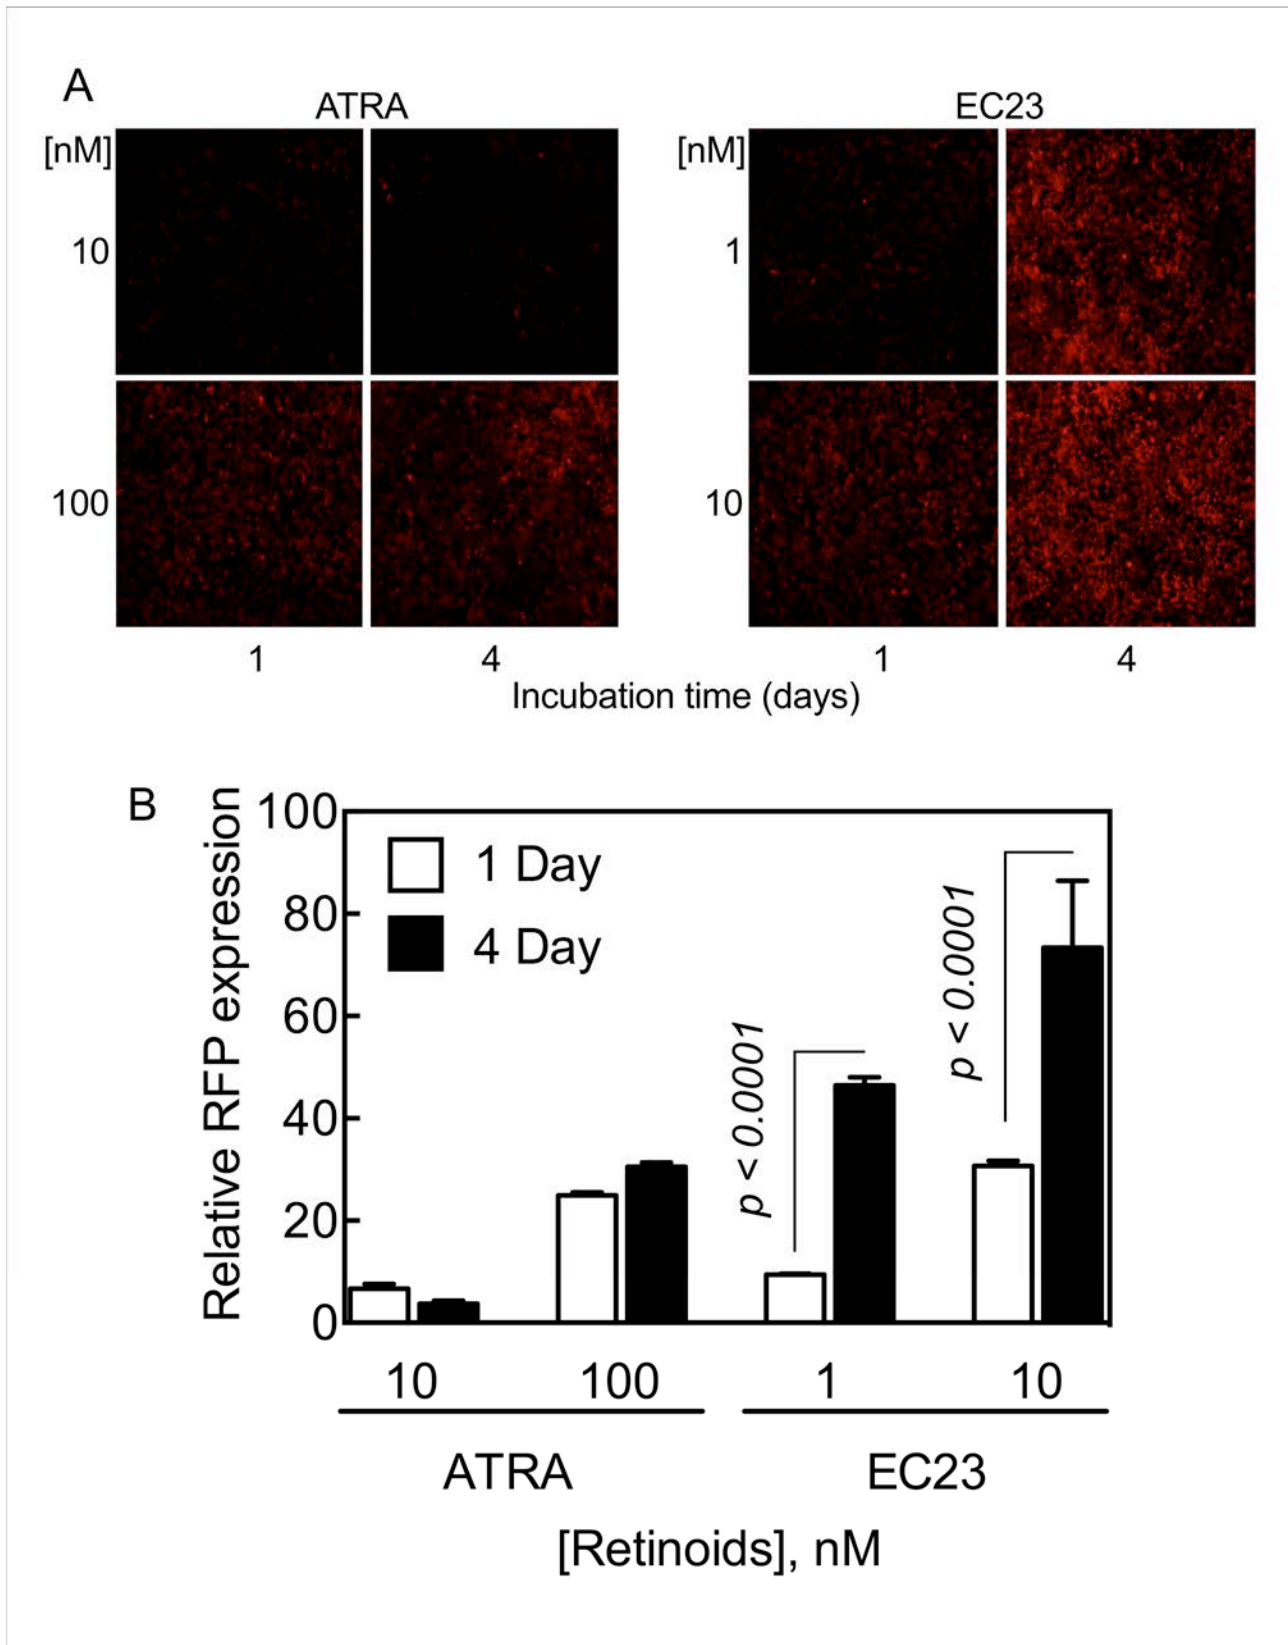 A
ATRA
EC23
[nM]
[nM]
10
1
100
10
1
4
1
4
Incubation time (days)
B
Relative RFP expression
100
80
60
40
20
0
1 Day
4 Day
p < 0.0001
p < 0.0001
10
100
1
10
ATRA
EC23
[Retinoids], nM